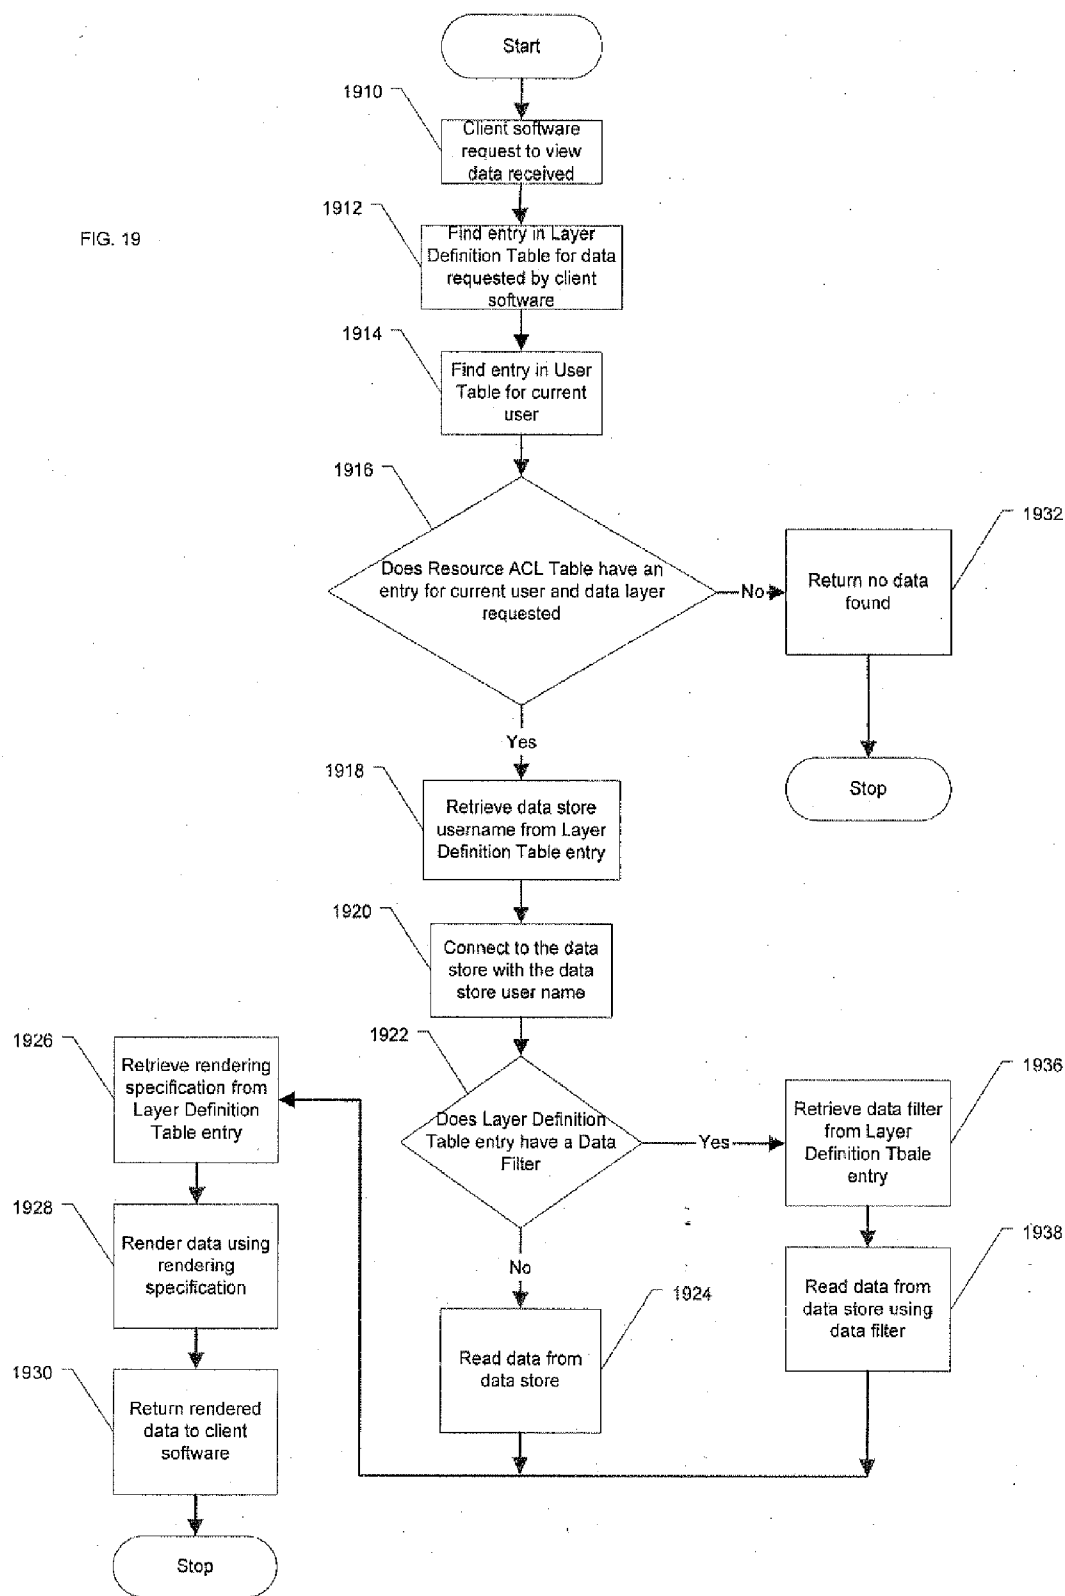 Start
1910
Client software
request to view
data received
1912
FIG. 19
Find entry in Layer
Definition Table for data
requested by client
software
1914
Find entry in User
Table for current
user
1916
Does Resource ACL Table have an
entry for current user and data layer
requested
No
1932
Return no data
found
Stop
Yes
1918
Retrieve data store
username from Layer
Definition Table entry
1920
Connect to the data
store with the data
store user name
1922
Does Layer Definition
Table entry have a Data
Filter
Yes
1936
Retrieve data filter
from Layer
Definition Tbale
entry
1938
Read data from
data store using
data filter
No
1924
Read data from
data store
1926
Retrieve rendering
specification from
Layer Definition
Table entry
1928
Render data using
rendering
specification
1930
Return rendered
data to client
software
Stop